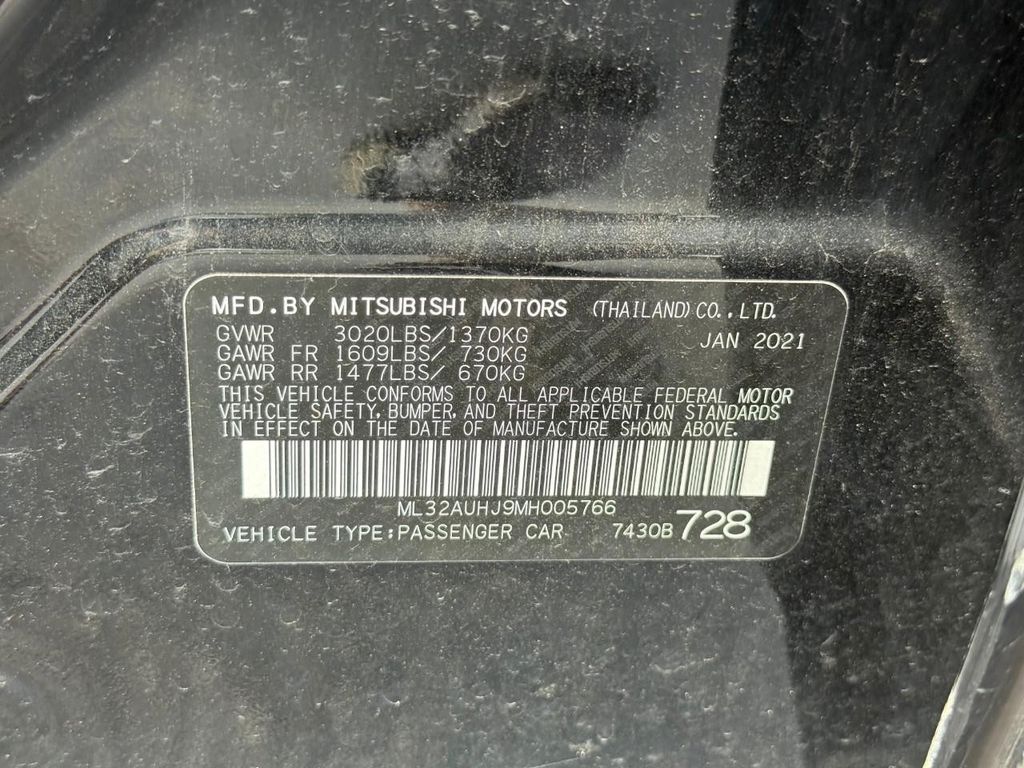 MFD.BY MITSUBISHI MOTORS (THAILAND) CO.,LTD.
GVWR 3020LBS/1370KG JAN 2021
GAWR FR 1609LBS/ 730KG
GAWR RR 1477LBS/ 670KG
THIS VEHICLE CONFORMS TO ALL APPLICABLE FEDERAL MOTOR
VEHICLE SAFETY, BUMPER, AND THEFT PREVENTION STANDARDS
IN EFFECT ON THE DATE OF MANUFACTURE SHOWN ABOVE.
ML32AUHJ9MH005766
VEHICLE TYPE:PASSENGER CAR 7430B 728